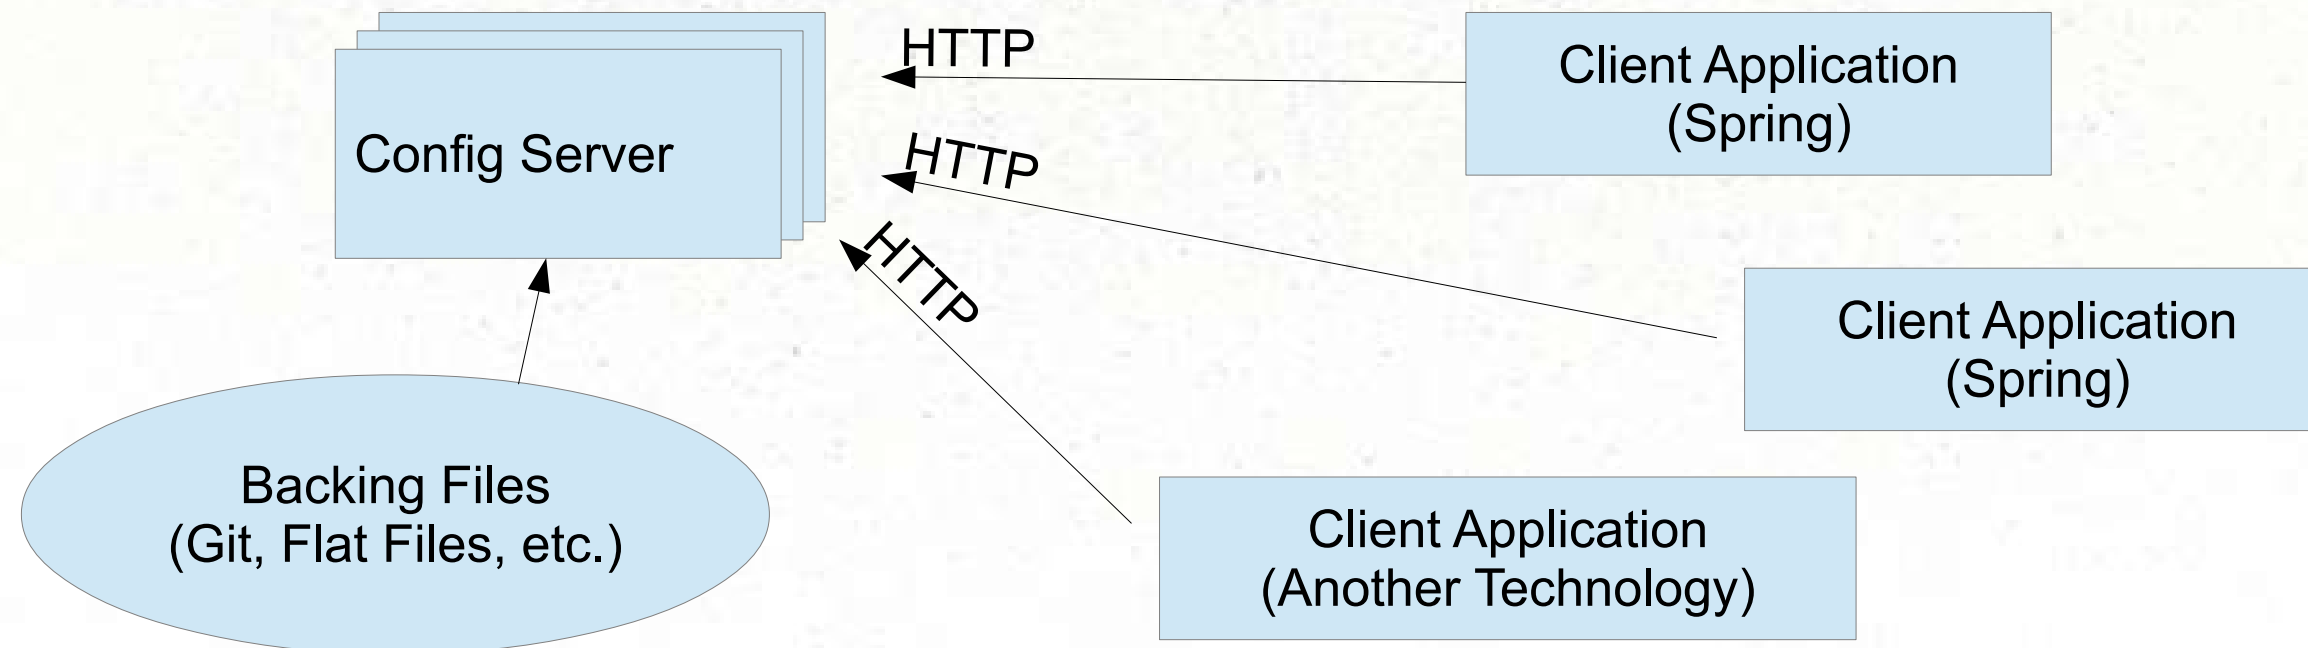 HTTP
Client Application
(Spring)
Config Server
HTTP
HTTP
Client Application
(Spring)
Backing Files
(Git, Flat Files, etc.)
Client Application
(Another Technology)